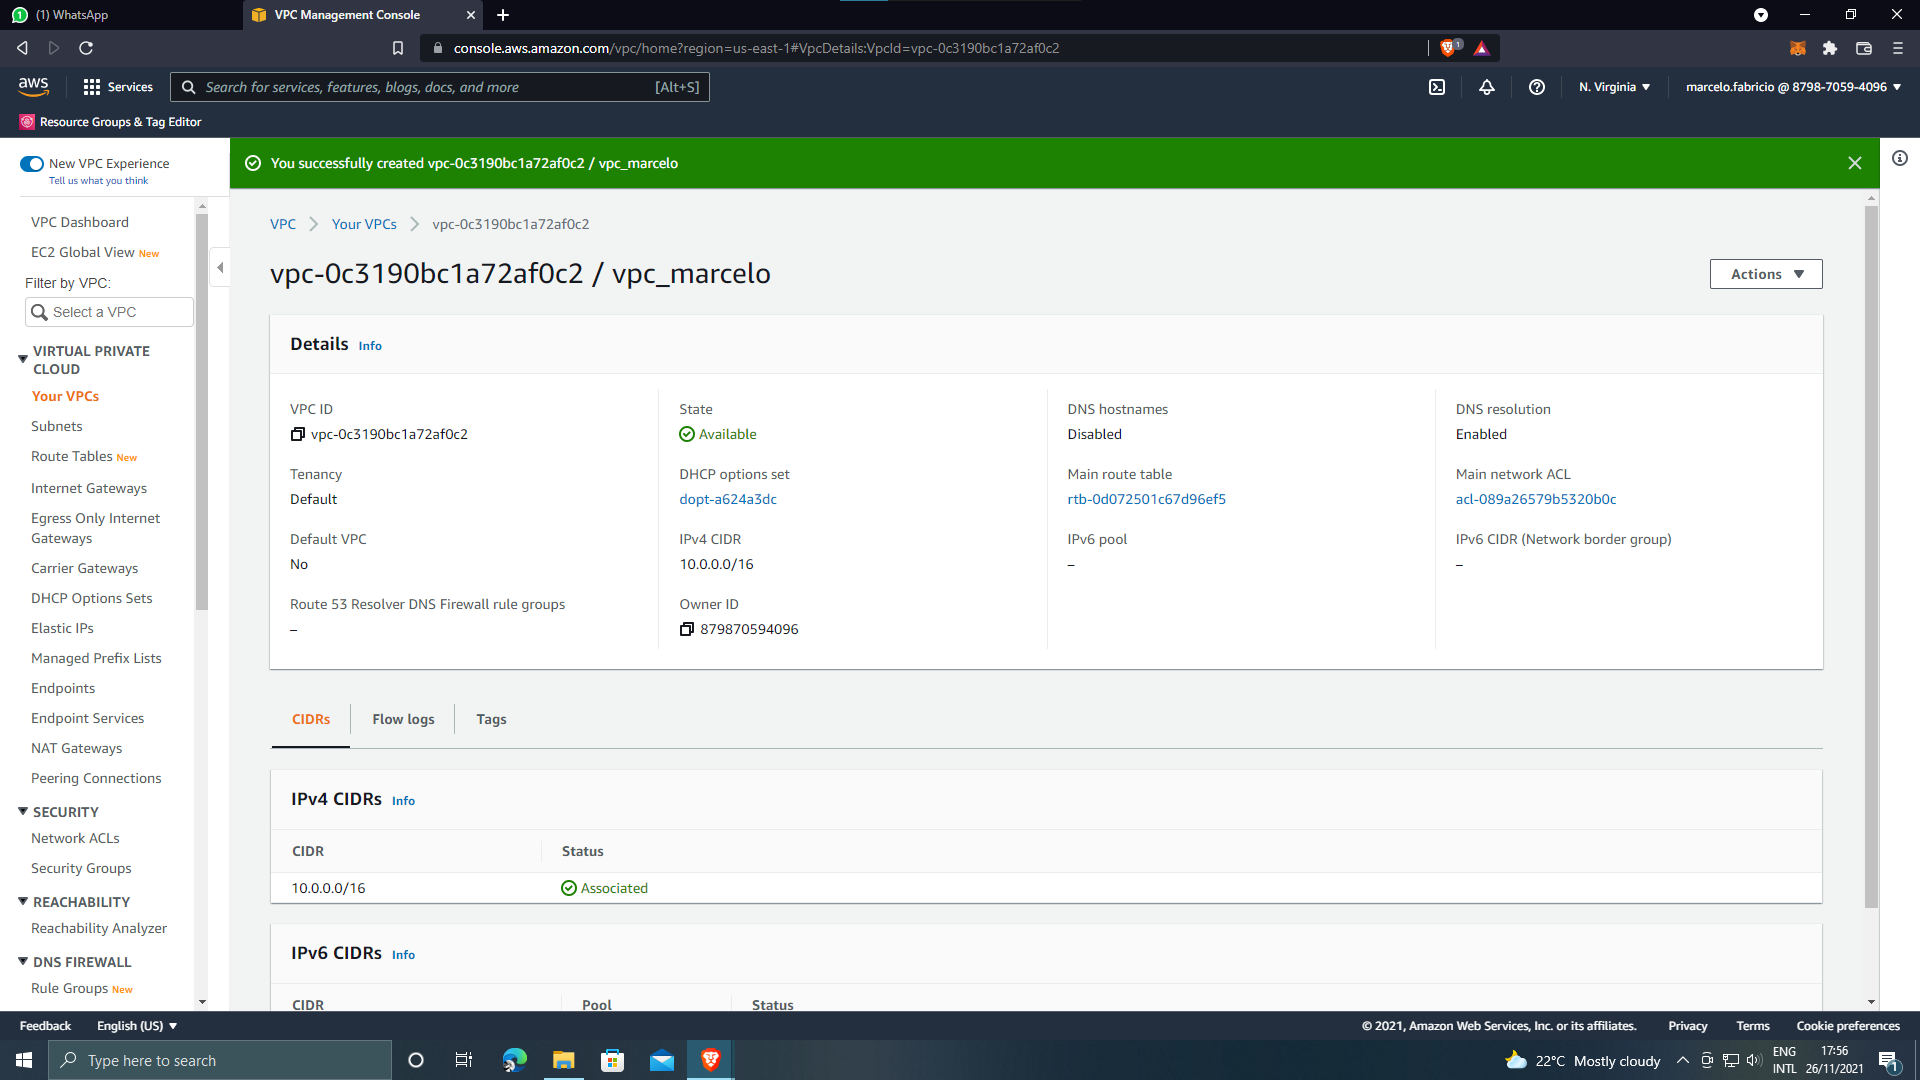 (1) WhatsApp
VPC Management Console
console.aws.amazon.com/vpc/home?region=us-east-1#VpcDetails:VpcId=vpc-0c3190bc1a72af0c2
1
aws
Services
Search for services, features, blogs, docs, and more
[Alt+S]
N. Virginia
marcelo.fabricio @ 8798-7059-4096
Resource Groups & Tag Editor
New VPC Experience
Tell us what you think
You successfully created vpc-0c3190bc1a72af0c2 / vpc_marcelo
VPC Dashboard
EC2 Global View New
Filter by VPC:
Select a VPC
VIRTUAL PRIVATE
CLOUD
Your VPCs
Subnets
Route Tables New
Internet Gateways
Egress Only Internet
Gateways
Carrier Gateways
DHCP Options Sets
Elastic IPs
Managed Prefix Lists
Endpoints
Endpoint Services
NAT Gateways
Peering Connections
SECURITY
Network ACLs
Security Groups
REACHABILITY
Reachability Analyzer
DNS FIREWALL
Rule Groups New
VPC > Your VPCs > vpc-0c3190bc1a72af0c2
vpc-0c3190bc1a72af0c2 / vpc_marcelo
Actions
Details Info
VPC ID
vpc-0c3190bc1a72af0c2
State
Available
DNS hostnames
Disabled
DNS resolution
Enabled
Tenancy
Default
DHCP options set
dopt-a624a3dc
Main route table
rtb-0d072501c67d96ef5
Main network ACL
acl-089a26579b5320b0c
Default VPC
No
IPv4 CIDR
10.0.0.0/16
IPv6 pool
–
IPv6 CIDR (Network border group)
–
Route 53 Resolver DNS Firewall rule groups
–
Owner ID
879870594096
CIDRs
Flow logs
Tags
IPv4 CIDRs Info
CIDR
Status
10.0.0.0/16
Associated
IPv6 CIDRs Info
CIDR
Pool
Status
Feedback
English (US)
© 2021, Amazon Web Services, Inc. or its affiliates.
Privacy
Terms
Cookie preferences
Type here to search
22°C Mostly cloudy
ENG
INTL
17:56
26/11/2021
1